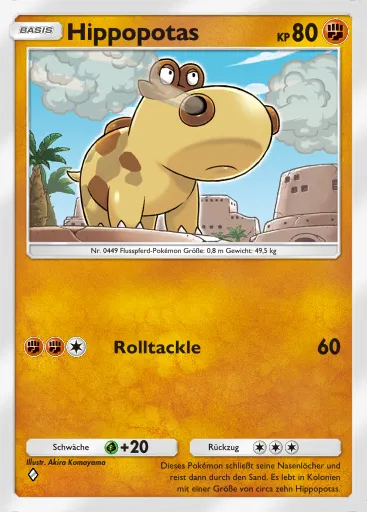 BASIS Hippopotas KP 80
Nr. 0449 Flusspferd-Pokémon Größe: 0,8 m Gewicht: 49,5 kg
Rolltackle 60
Schwäche +20 Rückzug
Illustr. Akira Komayama
Dieses Pokémon schließt seine Nasenlöcher und
reist dann durch den Sand. Es lebt in Kolonien
mit einer Größe von circa zehn Hippopotas.